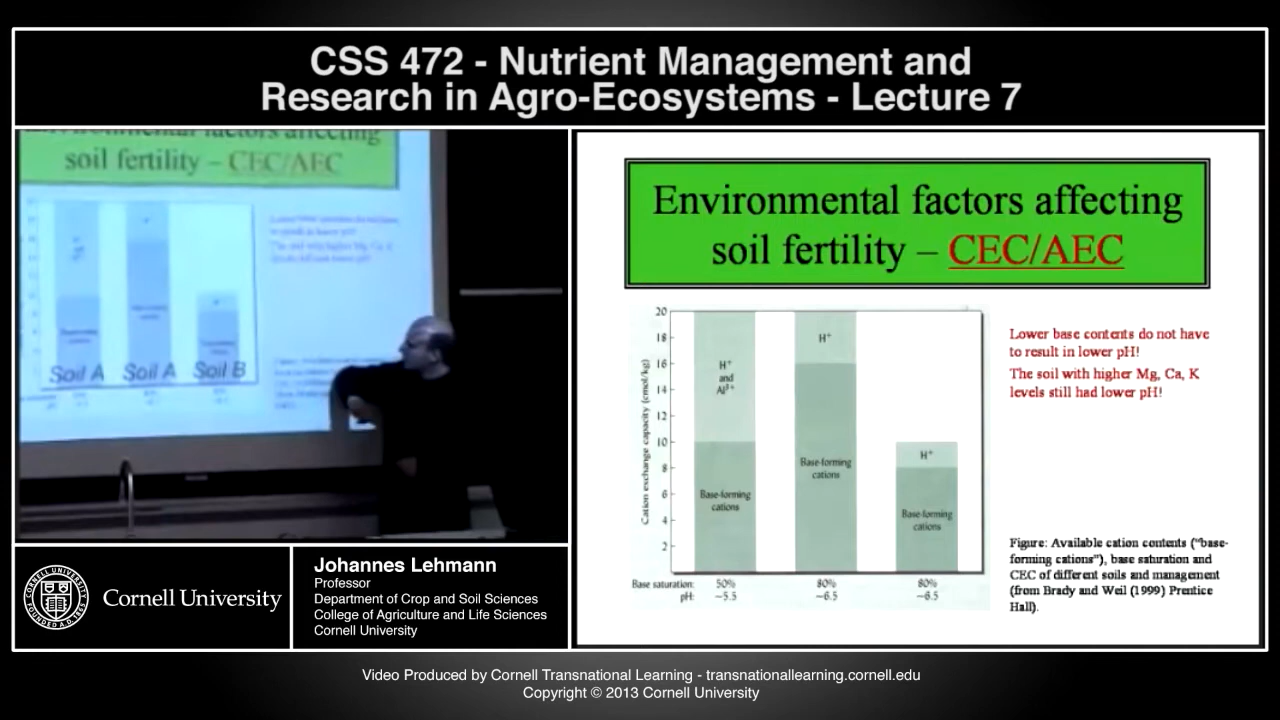 CSS 472 - Nutrient Management and
Research in Agro-Ecosystems - Lecture 7
soil fertility – CEC/AEC
Soil A
Soil A
Soil B
Environmental factors affecting
soil fertility – CEC/AEC
Cation exchange capacity (cmol/kg)
20
18
16
14
12
10
8
6
4
2
H⁺
and
Al³⁺
Base-forming
cations
H⁺
Base-forming
cations
H⁺
Base-forming
cations
Base saturation: 50% 80% 80%
pH: ~5.5 ~6.5 ~6.5
Lower base contents do not have
to result in lower pH!
The soil with higher Mg, Ca, K
levels still had lower pH!
Figure: Available cation contents ("base-
forming cations"), base saturation and
CEC of different soils and management
(from Brady and Weil (1999) Prentice
Hall).
Cornell University
Johannes Lehmann
Professor
Department of Crop and Soil Sciences
College of Agriculture and Life Sciences
Cornell University
Video Produced by Cornell Transnational Learning - transnationallearning.cornell.edu
Copyright © 2013 Cornell University